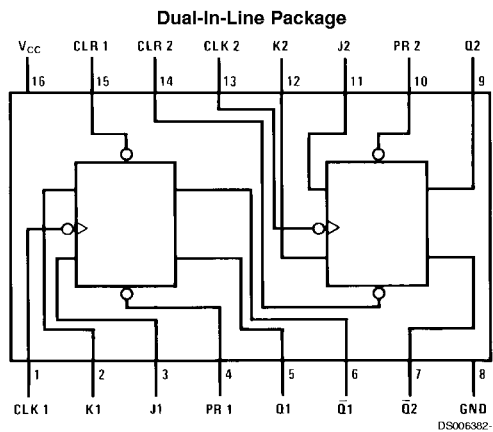 Dual-In-Line Package
VCC CLR 1 CLR 2 CLK 2 K2 J2 PR 2 Q2
16 15 14 13 12 11 10 9
1 2 3 4 5 6 7 8
CLK 1 K1 J1 PR 1 Q1 Q̅1 Q̅2 GND
DS006382-